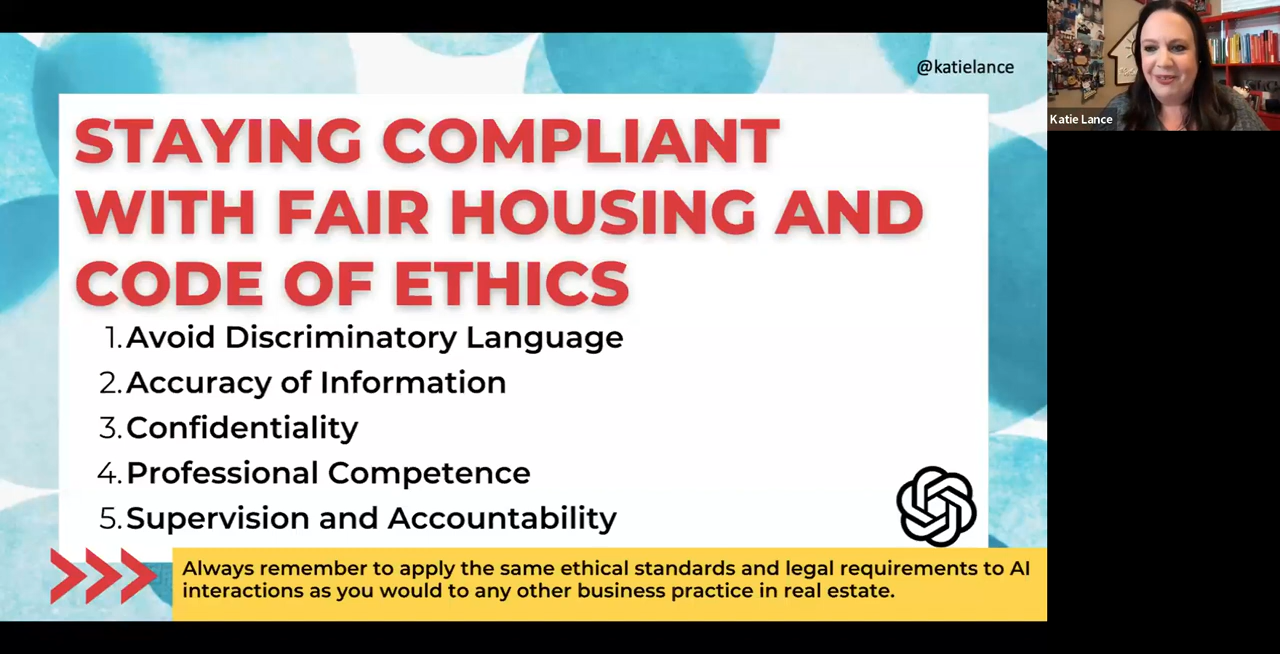 @katielance
Katie Lance
STAYING COMPLIANT
WITH FAIR HOUSING AND
CODE OF ETHICS
1. Avoid Discriminatory Language
2. Accuracy of Information
3. Confidentiality
4. Professional Competence
5. Supervision and Accountability
Always remember to apply the same ethical standards and legal requirements to AI
interactions as you would to any other business practice in real estate.